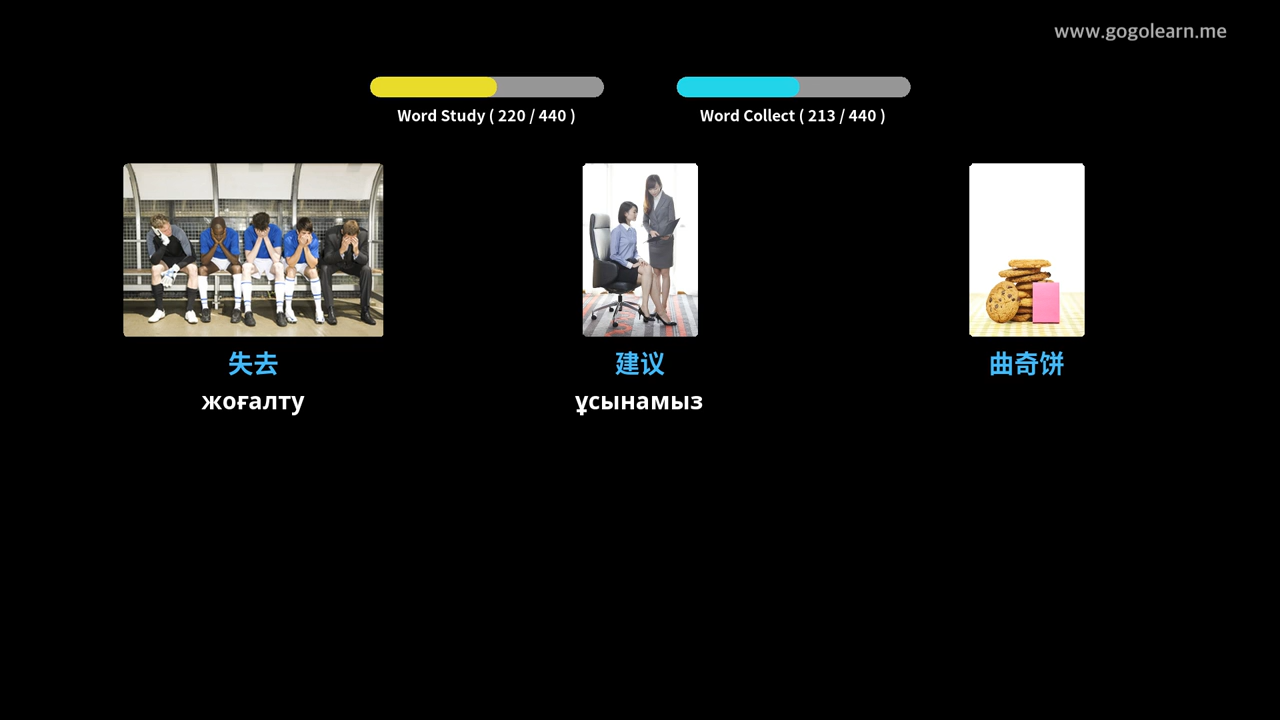 www.gogolearn.me
Word Study ( 220 / 440 )
Word Collect ( 213 / 440 )
失去
建议
曲奇饼
жоғалту
ұсынамыз